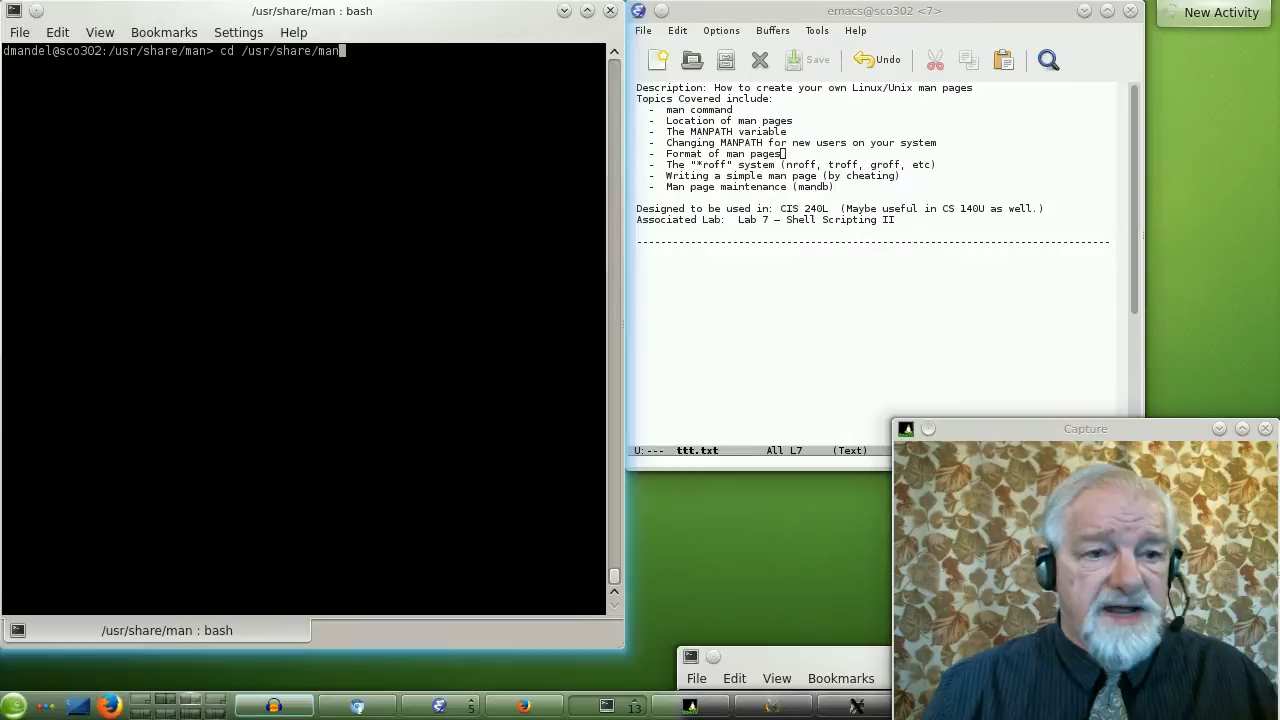 /usr/share/man : bash
File Edit View Bookmarks Settings Help
dmandel@sco302:/usr/share/man> cd /usr/share/man
/usr/share/man : bash
emacs@sco302 <7>
File Edit Options Buffers Tools Help
Save Undo
Description: How to create your own Linux/Unix man pages
Topics Covered include:
- man command
- Location of man pages
- The MANPATH variable
- Changing MANPATH for new users on your system
- Format of man pages
- The "*roff" system (nroff, troff, groff, etc)
- Writing a simple man page (by cheating)
- Man page maintenance (mandb)
Designed to be used in: CIS 240L (Maybe useful in CS 140U as well.)
Associated Lab: Lab 7 – Shell Scripting II
--------------------------------------------------------------------------------
U:--- ttt.txt All L7 (Text)
New Activity
Capture
File Edit View Bookmarks
5
13